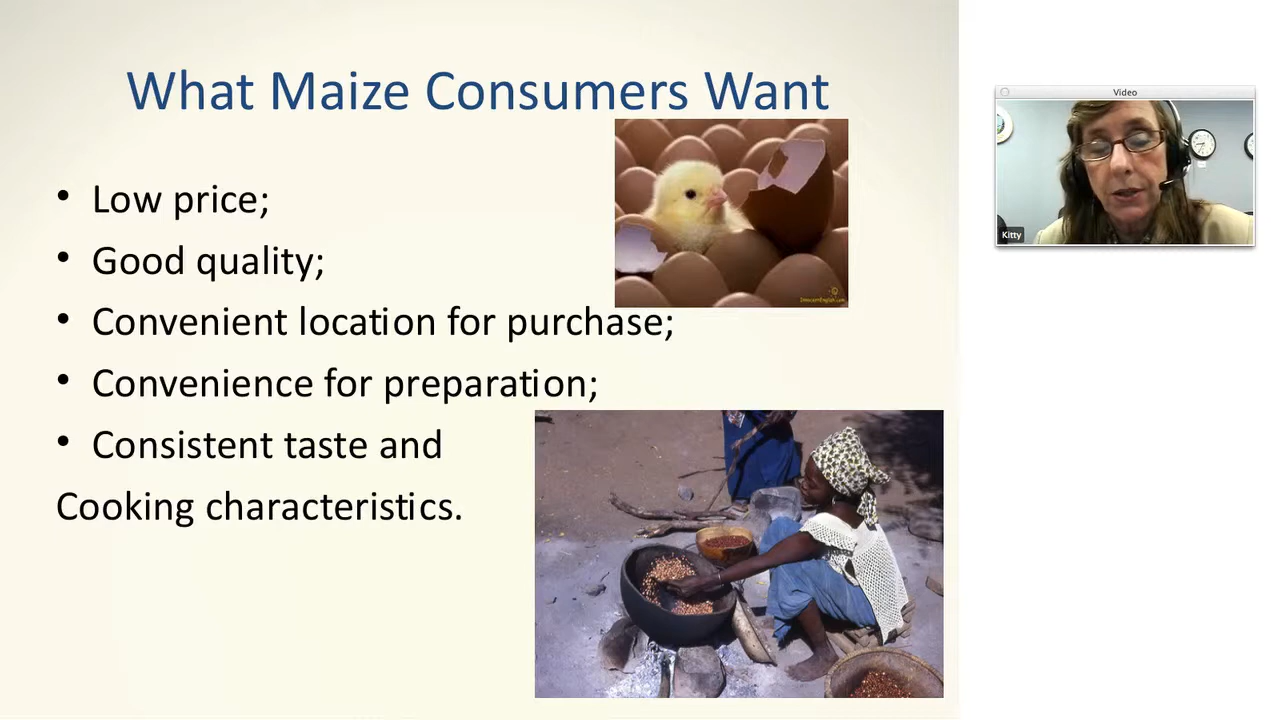 What Maize Consumers Want
• Low price;
• Good quality;
• Convenient location for purchase;
• Convenience for preparation;
• Consistent taste and
Cooking characteristics.
Video
Kitty